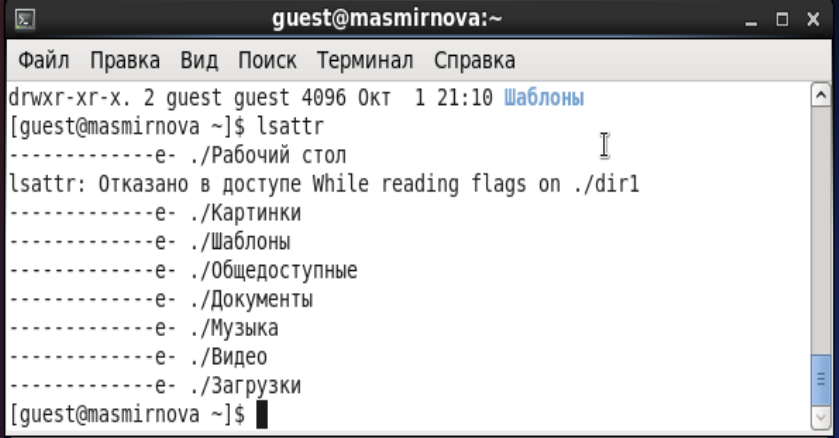 guest@masmirnova:~
Файл Правка Вид Поиск Терминал Справка
drwxr-xr-x. 2 guest guest 4096 Окт  1 21:10 Шаблоны
[guest@masmirnova ~]$ lsattr
-------------e- ./Рабочий стол
lsattr: Отказано в доступе While reading flags on ./dir1
-------------e- ./Картинки
-------------e- ./Шаблоны
-------------e- ./Общедоступные
-------------e- ./Документы
-------------e- ./Музыка
-------------e- ./Видео
-------------e- ./Загрузки
[guest@masmirnova ~]$